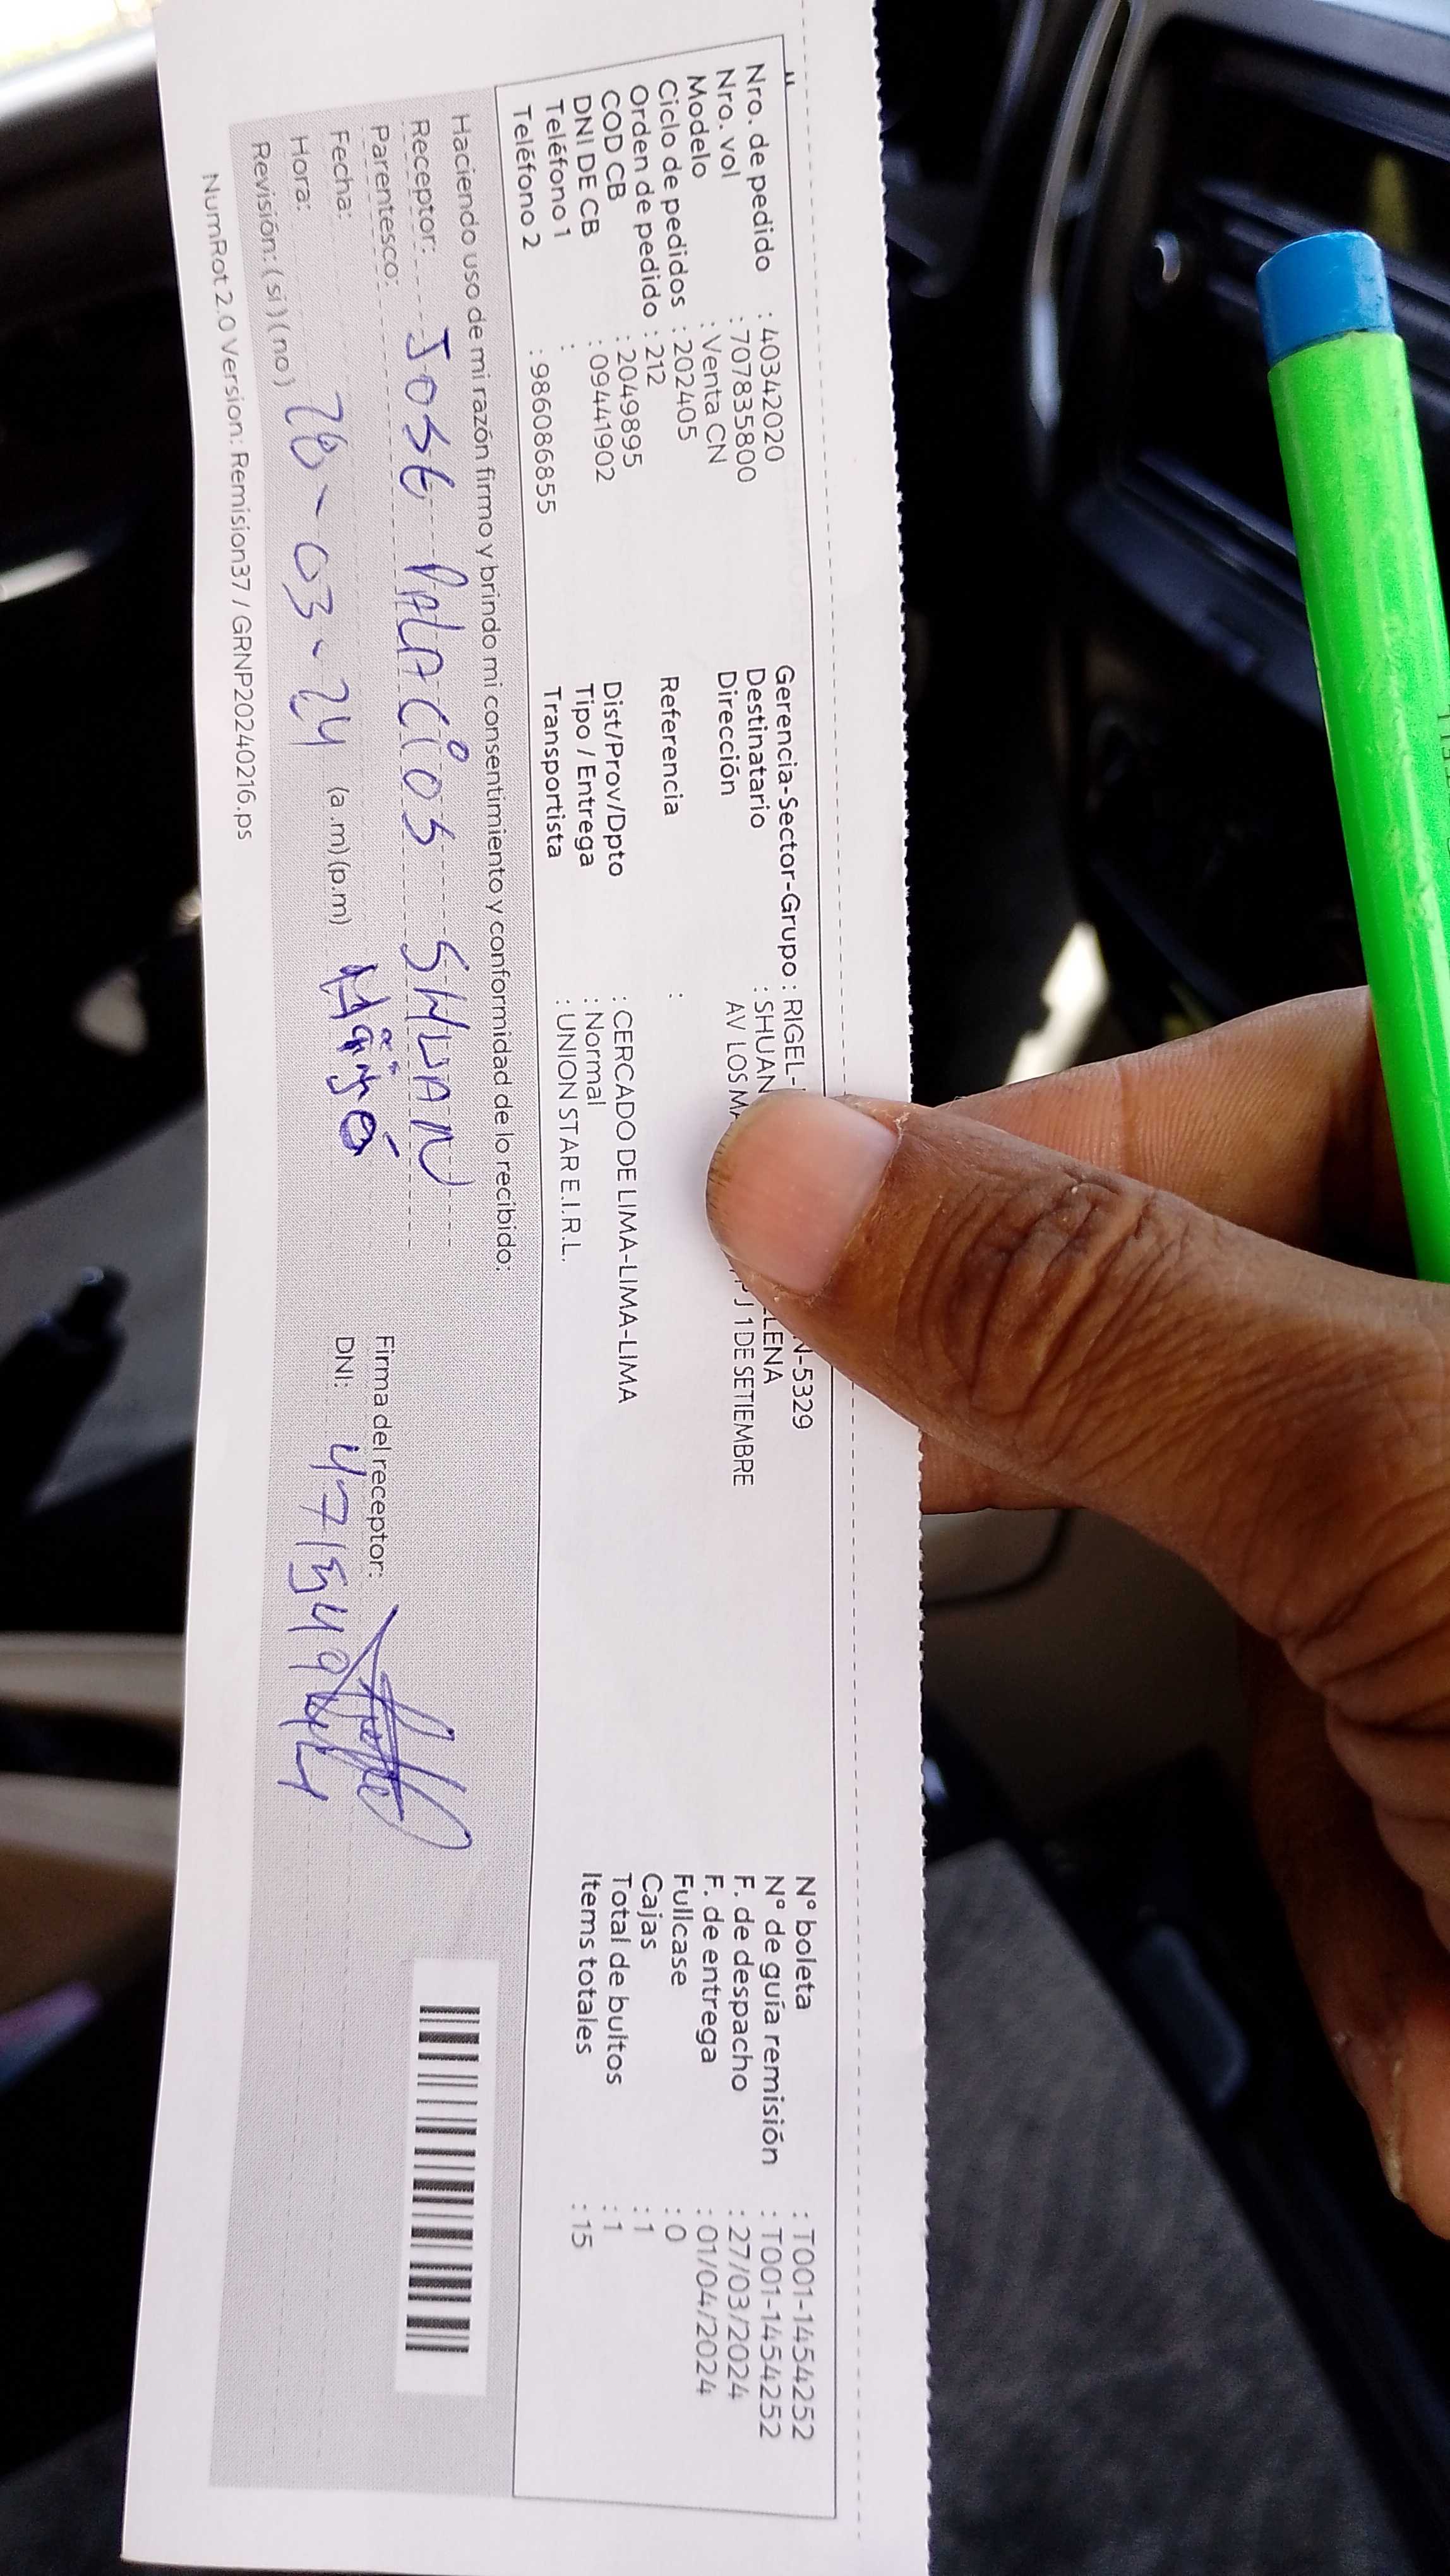 Nro. de pedido : 40342020
Nro. vol : 707835800
Modelo : Venta CN
Ciclo de pedidos : 202405
Orden de pedido : 212
COD CB : 2049895
DNI DE CB : 09441902
Teléfono 1 :
Teléfono 2 : 986086855
Gerencia-Sector-Grupo : RIGEL- N-5329
Destinatario : SHUAN LENA
Dirección AV LOS MA J 1 DE SETIEMBRE
Referencia :
Dist/Prov/Dpto : CERCADO DE LIMA-LIMA-LIMA
Tipo / Entrega : Normal
Transportista : UNION STAR E.I.R.L.
N° boleta : T001-1454252
N° de guía remisión : T001-1454252
F. de despacho : 27/03/2024
F. de entrega : 01/04/2024
Fullcase : 0
Cajas : 1
Total de bultos : 1
Items totales : 15
Haciendo uso de mi razón firmo y brindo mi consentimiento y conformidad de lo recibido:
Receptor: JOSE PALACIOS SHUAN
Parentesco: Firma del receptor:
Fecha: 28-03-24 DNI:
Hora: (a .m) (p.m)
Revisión: ( si ) ( no )
NumRot 2.0 Version: Remision37 / GRNP20240216.ps